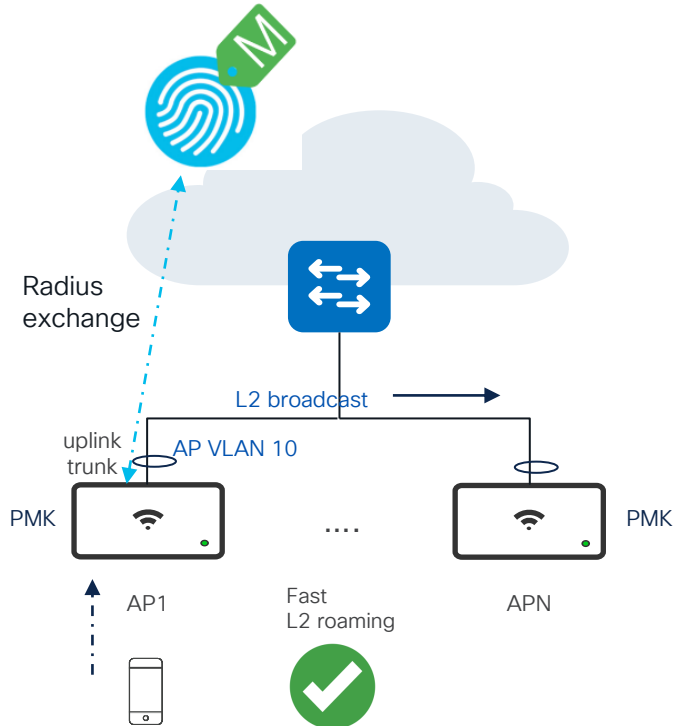 M
Radius
exchange
L2 broadcast
uplink
trunk
AP VLAN 10
PMK
....
PMK
AP1
Fast
L2 roaming
APN